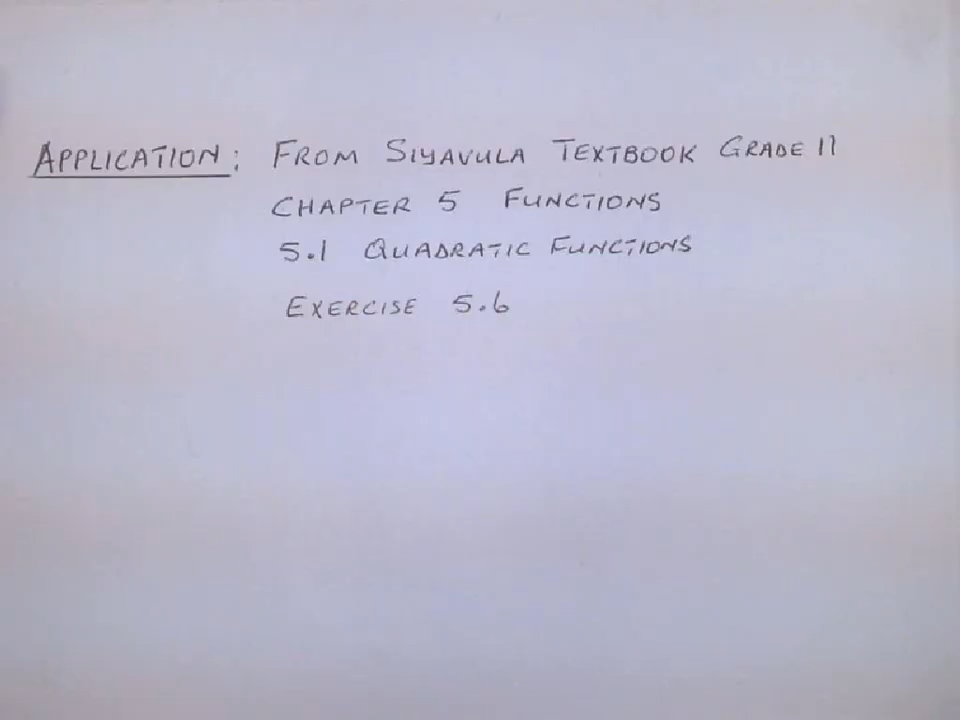 APPLICATION: FROM SIYAVULA TEXTBOOK GRADE 11
CHAPTER 5 FUNCTIONS
5.1 QUADRATIC FUNCTIONS
EXERCISE 5.6